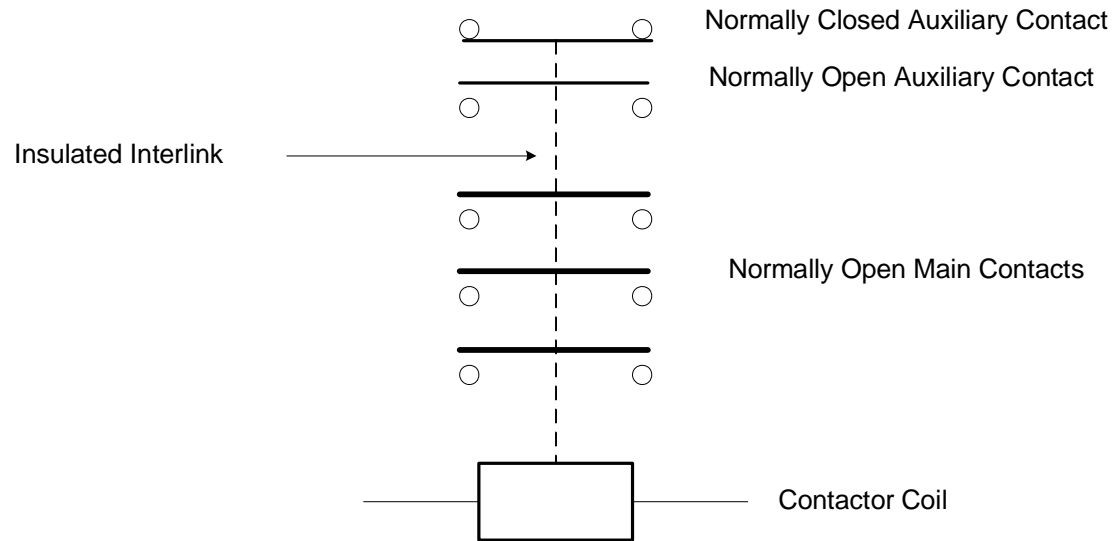 Normally Closed Auxiliary Contact
Normally Open Auxiliary Contact
Insulated Interlink
Normally Open Main Contacts
Contactor Coil